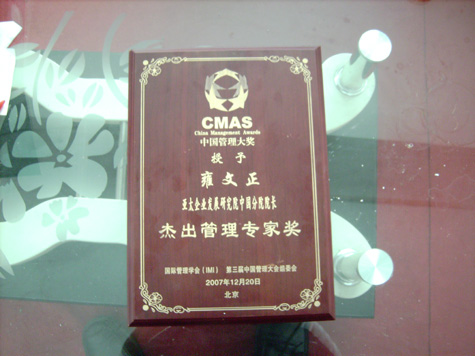 CMAS
China Management Awards
中国管理大奖
授予
雍文正
亚太企业发展研究院中国分院院长
杰出管理专家奖
国际管理学会(IMI) 第三届中国管理大会组委会
2007年12月20日
北京